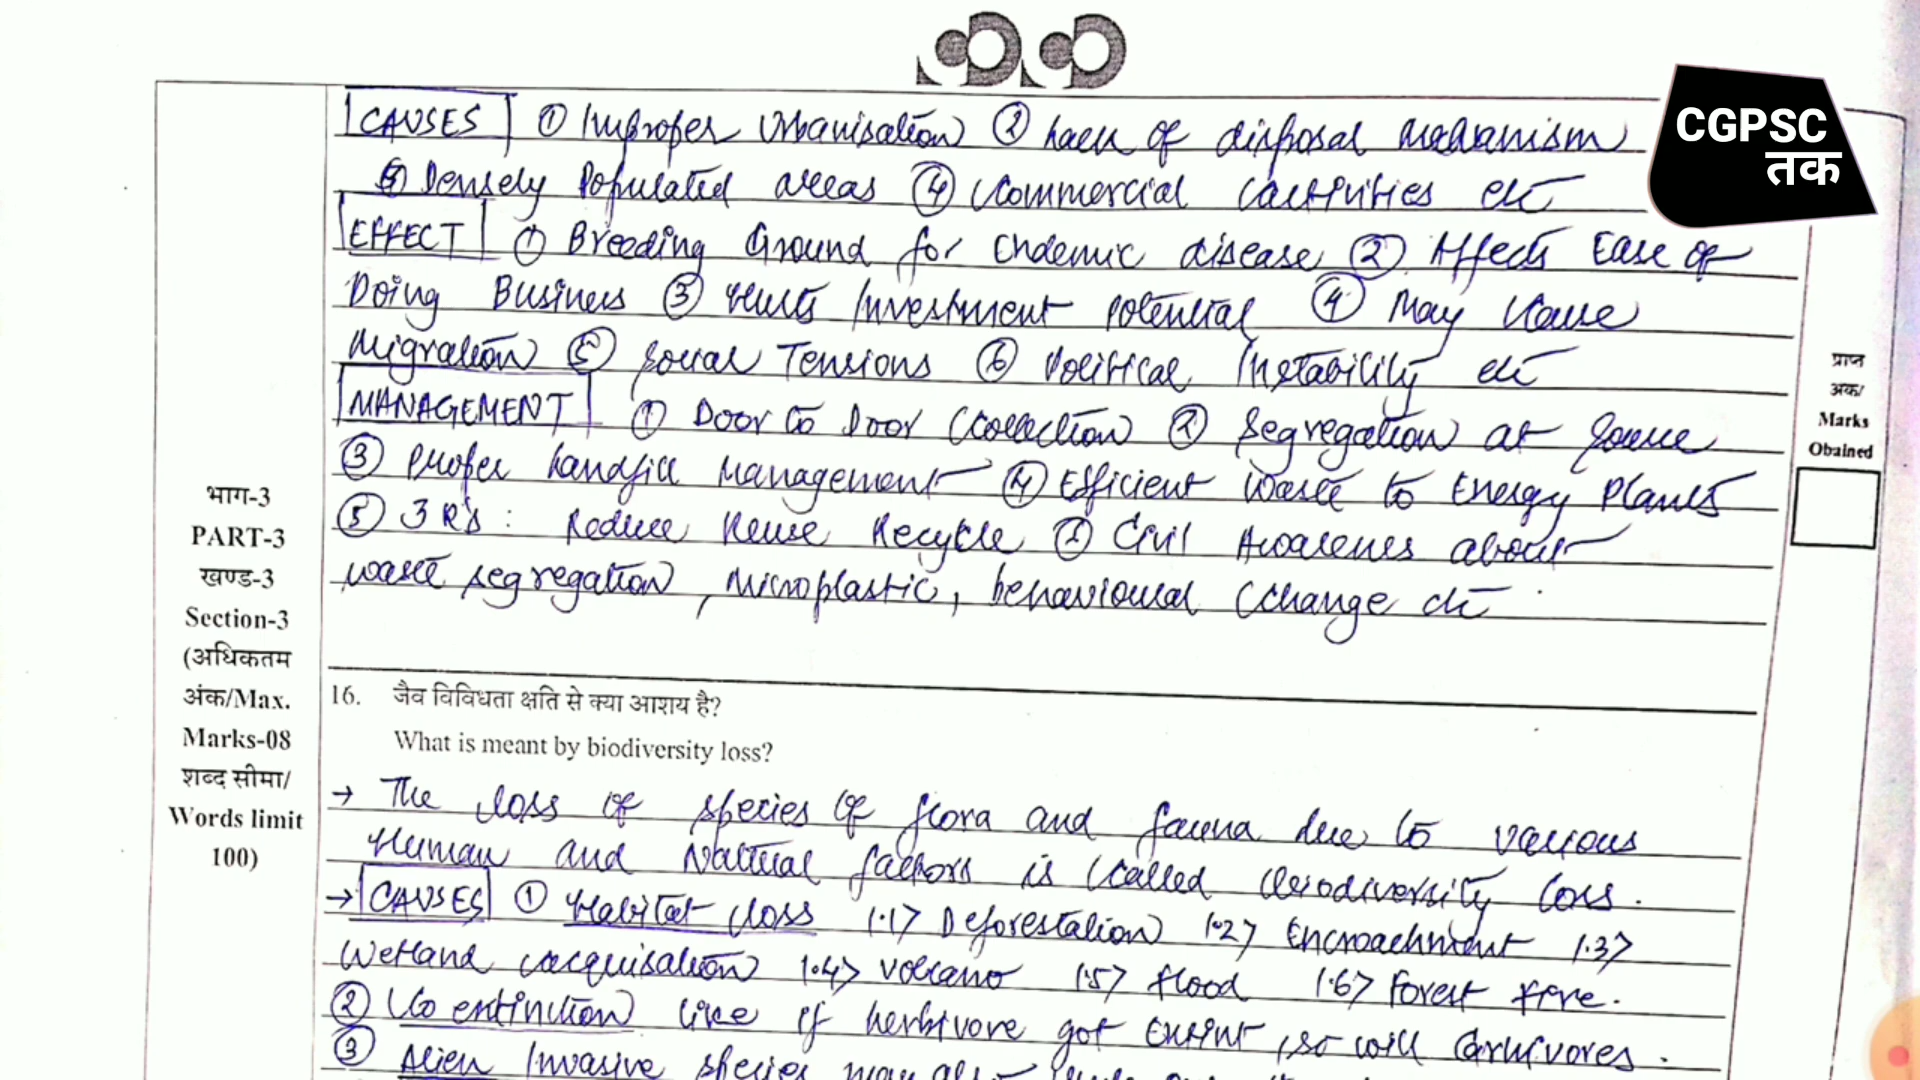 CGPSC
तक
CAUSES ① Improper Urbanisation ② Lack of disposal mechanism
③ Densely Populated areas ④ Commercial activities etc
EFFECT ① Breeding Ground for Endemic disease ② Affects Ease of
Doing Business ③ Hurts Investment potential ④ May cause
Migration ⑤ Social Tensions ⑥ Political Instability etc
MANAGEMENT ① Door to Door Collection ② Segregation at source
③ Proper Landfill Management ④ Efficient Waste to Energy Plants
⑤ 3 R's : Reduce Reuse Recycle Civil Awareness about
waste segregation, Microplastic, behavioural Change etc
प्राप्त
अंक/
Marks
Obained
भाग-3
PART-3
खण्ड-3
Section-3
(अधिकतम
अंक/Max.
Marks-08
शब्द सीमा/
Words limit
100)
16. जैव विविधता क्षति से क्या आशय है?
What is meant by biodiversity loss?
→ The loss of species of flora and fauna due to various
Human and Natural factors is called biodiversity loss.
→ CAUSES ① Habitat loss 1.1> Deforestation 1.2> Encroachment 1.3>
Wetland acquisation 1.4> Volcano 1.5> flood 1.6> Forest fire.
② Co extinction like if herbivore got Extint, so will Carnivores.
③ Alien Invasive species may also